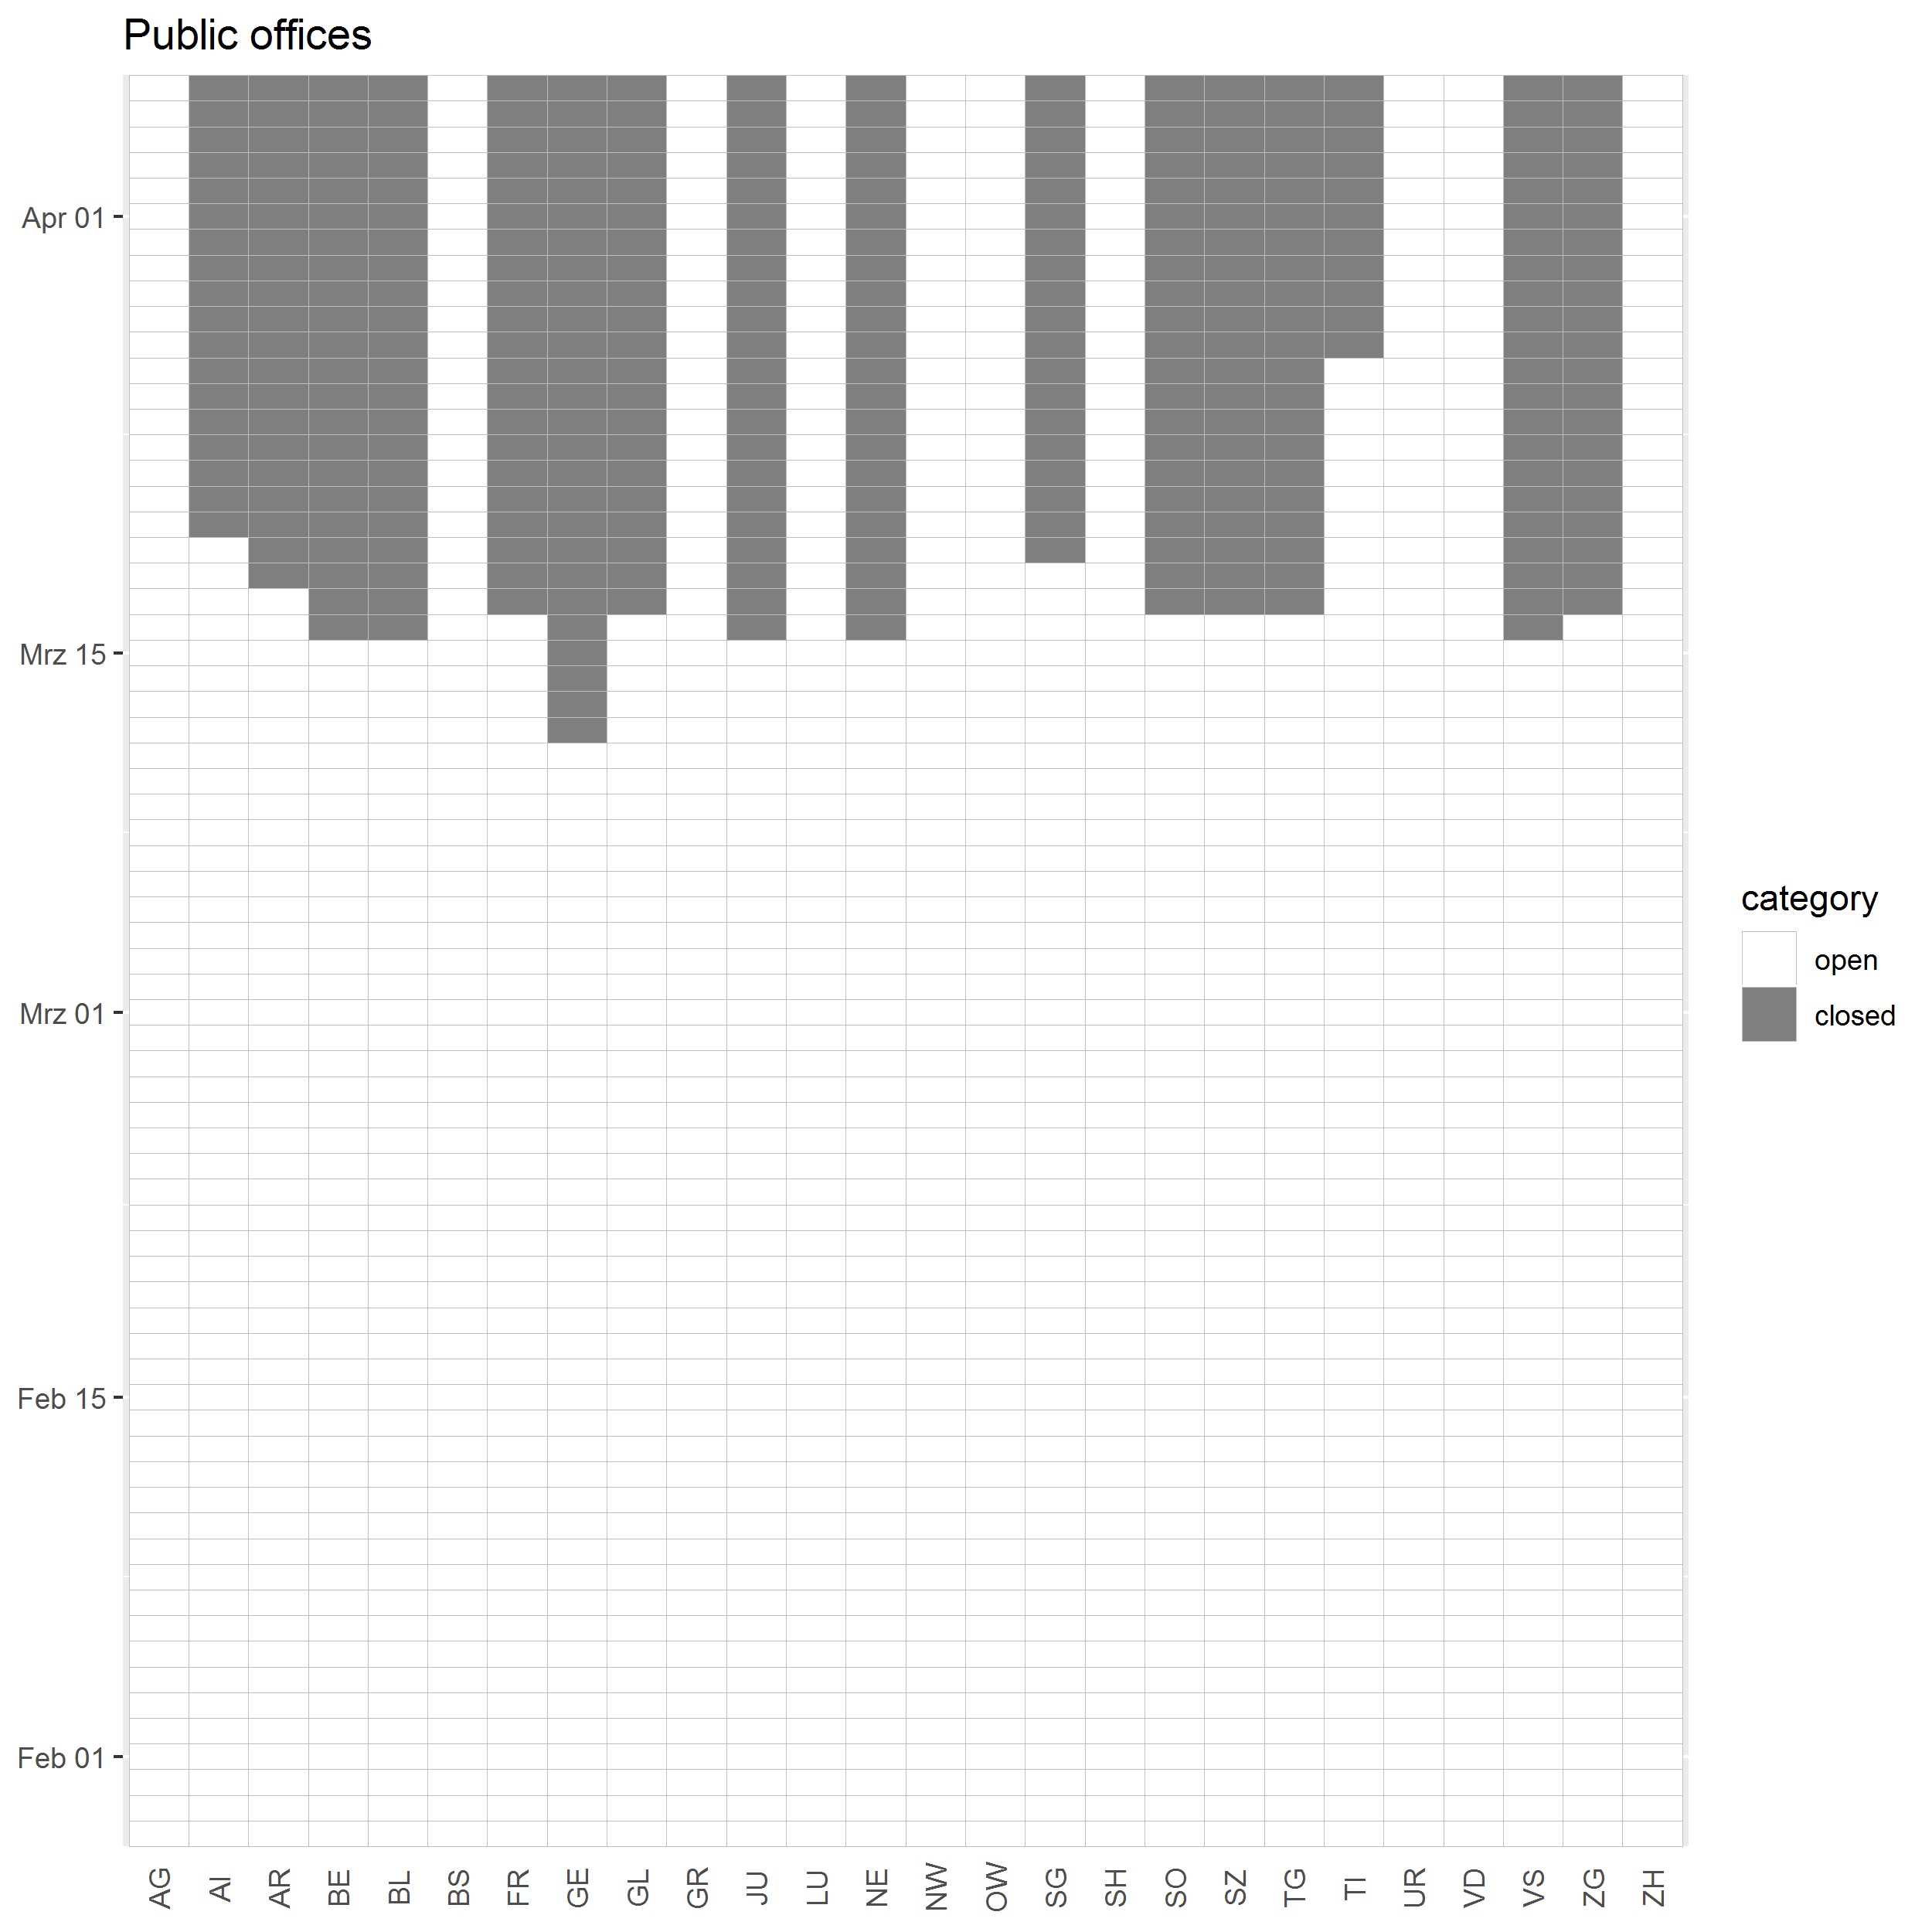 Public offices
Apr 01
Mrz 15
Mrz 01
Feb 15
Feb 01
AG AI AR BE BL BS FR GE GL GR JU LU NE NW OW SG SH SO SZ TG TI UR VD VS ZG ZH
category
open
closed